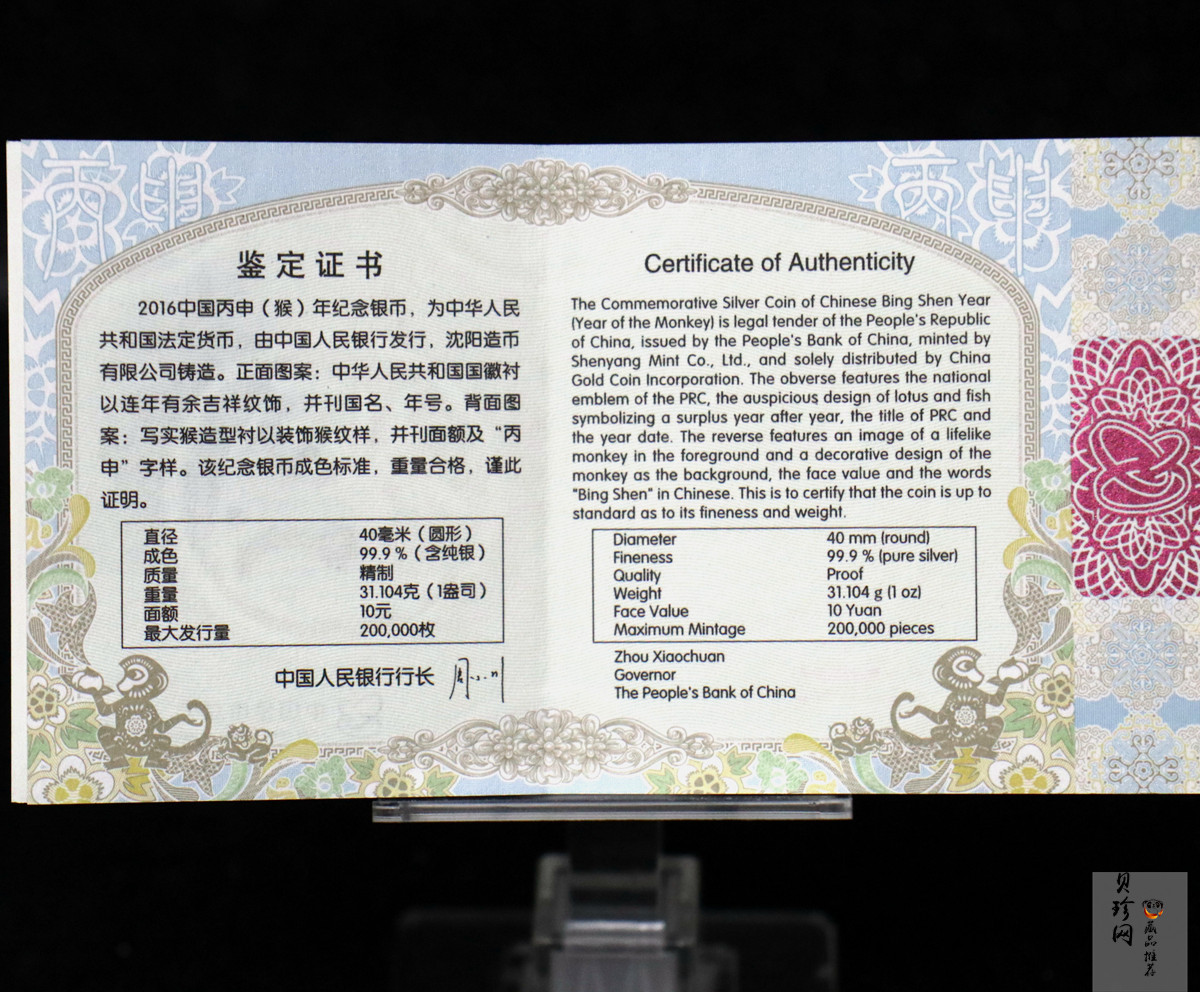 丙申
丙申
鉴定证书
2016中国丙申（猴）年纪念银币，为中华人民
共和国法定货币，由中国人民银行发行，沈阳造币
有限公司铸造。正面图案：中华人民共和国国徽衬
以连年有余吉祥纹饰，并刊国名、年号。背面图
案：写实猴造型衬以装饰猴纹样，并刊面额及“丙
申”字样。该纪念银币成色标准，重量合格，谨此
证明。
直径 40毫米（圆形）
成色 99.9％（含纯银）
质量 精制
重量 31.104克（1盎司）
面额 10元
最大发行量 200,000枚
中国人民银行行长
Certificate of Authenticity
The Commemorative Silver Coin of Chinese Bing Shen Year
(Year of the Monkey) is legal tender of the People's Republic
of China, issued by the People's Bank of China, minted by
Shenyang Mint Co., Ltd., and solely distributed by China
Gold Coin Incorporation. The obverse features the national
emblem of the PRC, the auspicious design of lotus and fish
symbolizing a surplus year after year, the title of PRC and
the year date. The reverse features an image of a lifelike
monkey in the foreground and a decorative design of the
monkey as the background, the face value and the words
"Bing Shen" in Chinese. This is to certify that the coin is up to
standard as to its fineness and weight.
Diameter 40 mm (round)
Fineness 99.9 % (pure silver)
Quality Proof
Weight 31.104 g (1 oz)
Face Value 10 Yuan
Maximum Mintage 200,000 pieces
Zhou Xiaochuan
Governor
The People's Bank of China
贝珍网
藏品推荐